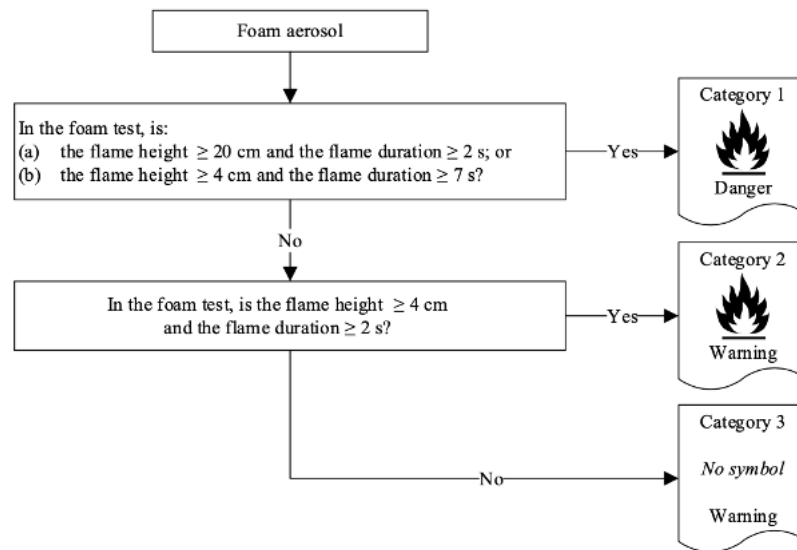 Foam aerosol
In the foam test, is:
(a) the flame height ≥ 20 cm and the flame duration ≥ 2 s; or
(b) the flame height ≥ 4 cm and the flame duration ≥ 7 s?
Yes
Category 1
Danger
No
In the foam test, is the flame height ≥ 4 cm
and the flame duration ≥ 2 s?
Yes
Category 2
Warning
No
Category 3
No symbol
Warning